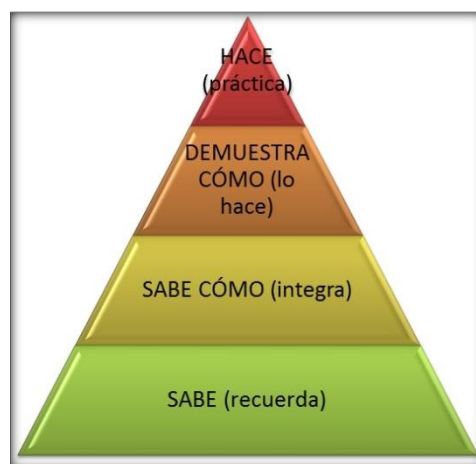 HACE
(práctica)
DEMUESTRA
CÓMO (lo
hace)
SABE CÓMO (integra)
SABE (recuerda)